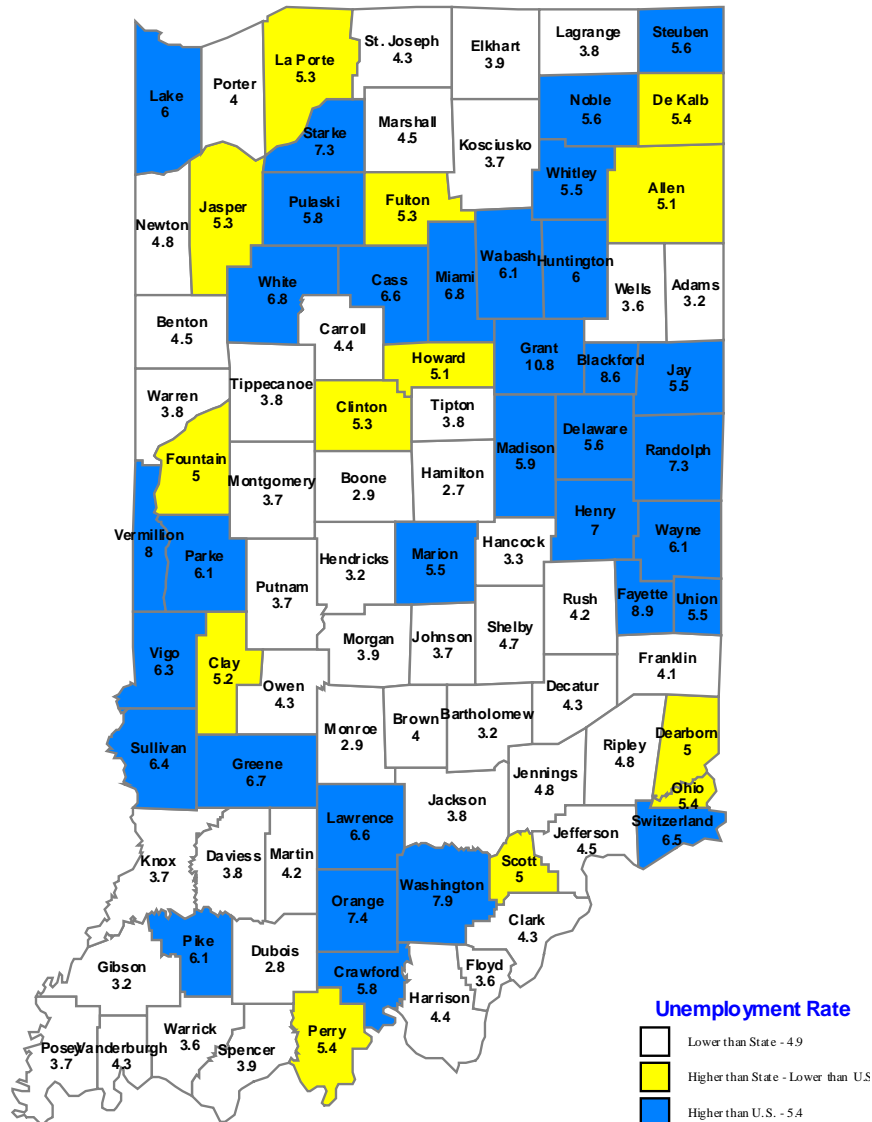 St. Joseph
4.3
Elkhart
3.9
Lagrange
3.8
Steuben
5.6
La Porte
5.3
Porter
4
Lake
6
Noble
5.6
De Kalb
5.4
Marshall
4.5
Starke
7.3
Kosciusko
3.7
Whitley
5.5
Allen
5.1
Newton
4.8
Jasper
5.3
Pulaski
5.8
Fulton
5.3
White
6.8
Cass
6.6
Miami
6.8
Wabash
6.1
Huntington
6
Wells
3.6
Adams
3.2
Benton
4.5
Carroll
4.4
Howard
5.1
Grant
10.8
Blackford
8.6
Jay
5.5
Warren
3.8
Tippecanoe
3.8
Clinton
5.3
Tipton
3.8
Madison
5.9
Delaware
5.6
Randolph
7.3
Fountain
5
Montgomery
3.7
Boone
2.9
Hamilton
2.7
Henry
7
Wayne
6.1
Vermillion
8
Parke
6.1
Putnam
3.7
Hendricks
3.2
Marion
5.5
Hancock
3.3
Rush
4.2
Fayette
8.9
Union
5.5
Vigo
6.3
Clay
5.2
Owen
4.3
Morgan
3.9
Johnson
3.7
Shelby
4.7
Decatur
4.3
Franklin
4.1
Sullivan
6.4
Greene
6.7
Monroe
2.9
Brown
4
Bartholomew
3.2
Jennings
4.8
Ripley
4.8
Dearborn
5
Ohio
5.4
Switzerland
6.5
Jackson
3.8
Jefferson
4.5
Lawrence
6.6
Knox
3.7
Daviess
3.8
Martin
4.2
Scott
5
Washington
7.9
Orange
7.4
Clark
4.3
Pike
6.1
Dubois
2.8
Crawford
5.8
Floyd
3.6
Harrison
4.4
Gibson
3.2
Perry
5.4
Posey
3.7
Vanderburgh
4.3
Warrick
3.6
Spencer
3.9
Unemployment Rate
Lower than State - 4.9
Higher than State - Lower than U.S
Higher than U.S. - 5.4